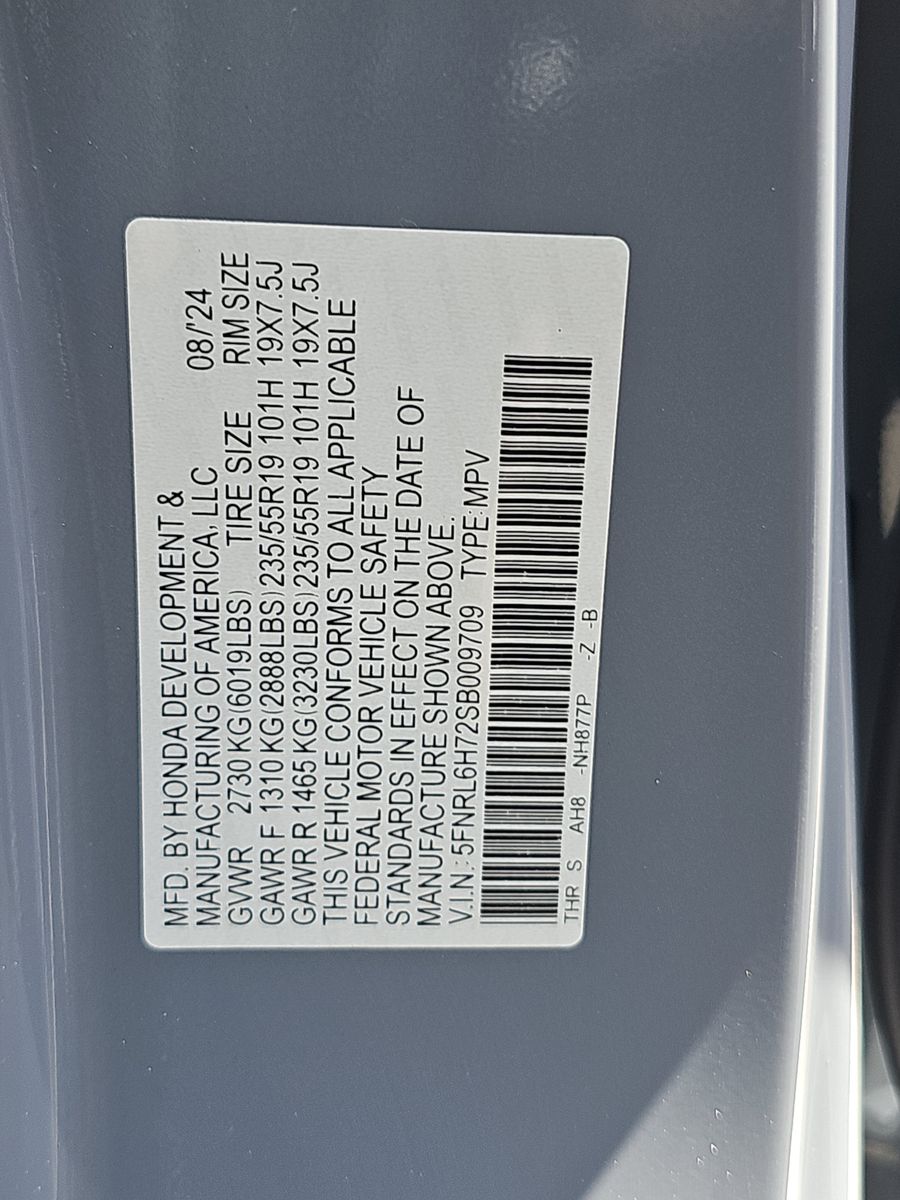 MFD. BY HONDA DEVELOPMENT &
MANUFACTURING OF AMERICA, LLC 08/'24
GVWR 2730 KG(6019LBS) TIRE SIZE RIM SIZE
GAWR F 1310 KG(2888LBS)235/55R19 101H 19X7.5J
GAWR R 1465 KG(3230LBS)235/55R19 101H 19X7.5J
THIS VEHICLE CONFORMS TO ALL APPLICABLE
FEDERAL MOTOR VEHICLE SAFETY
STANDARDS IN EFFECT ON THE DATE OF
MANUFACTURE SHOWN ABOVE.
V.I.N.: 5FNRL6H72SB009709 TYPE:MPV
THR S AH8 -NH877P -Z -B